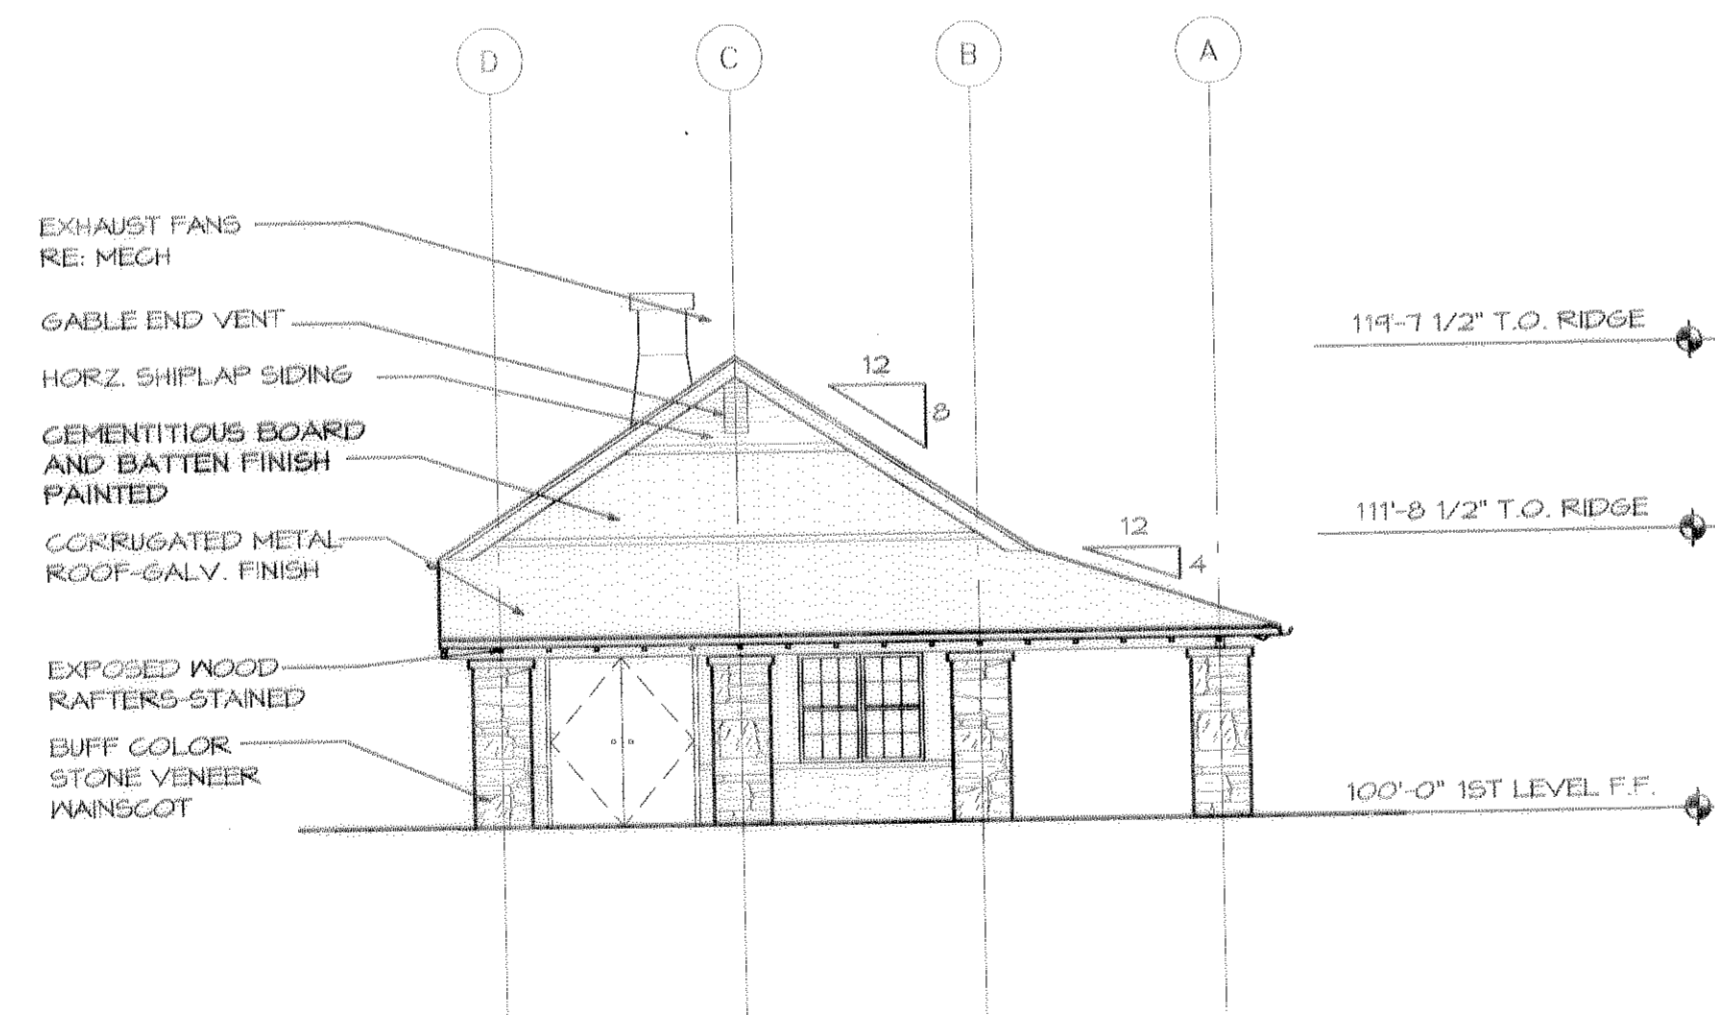 D
C
B
A
EXHAUST FANS
RE: MECH
GABLE END VENT
HORZ. SHIPLAP SIDING
CEMENTITIOUS BOARD
AND BATTEN FINISH
PAINTED
CORRUGATED METAL
ROOF-GALV. FINISH
EXPOSED WOOD
RAFTERS-STAINED
BUFF COLOR
STONE VENEER
WAINSCOT
12
8
12
4
119'-7 1/2" T.O. RIDGE
111'-8 1/2" T.O. RIDGE
100'-0" 1ST LEVEL F.F.